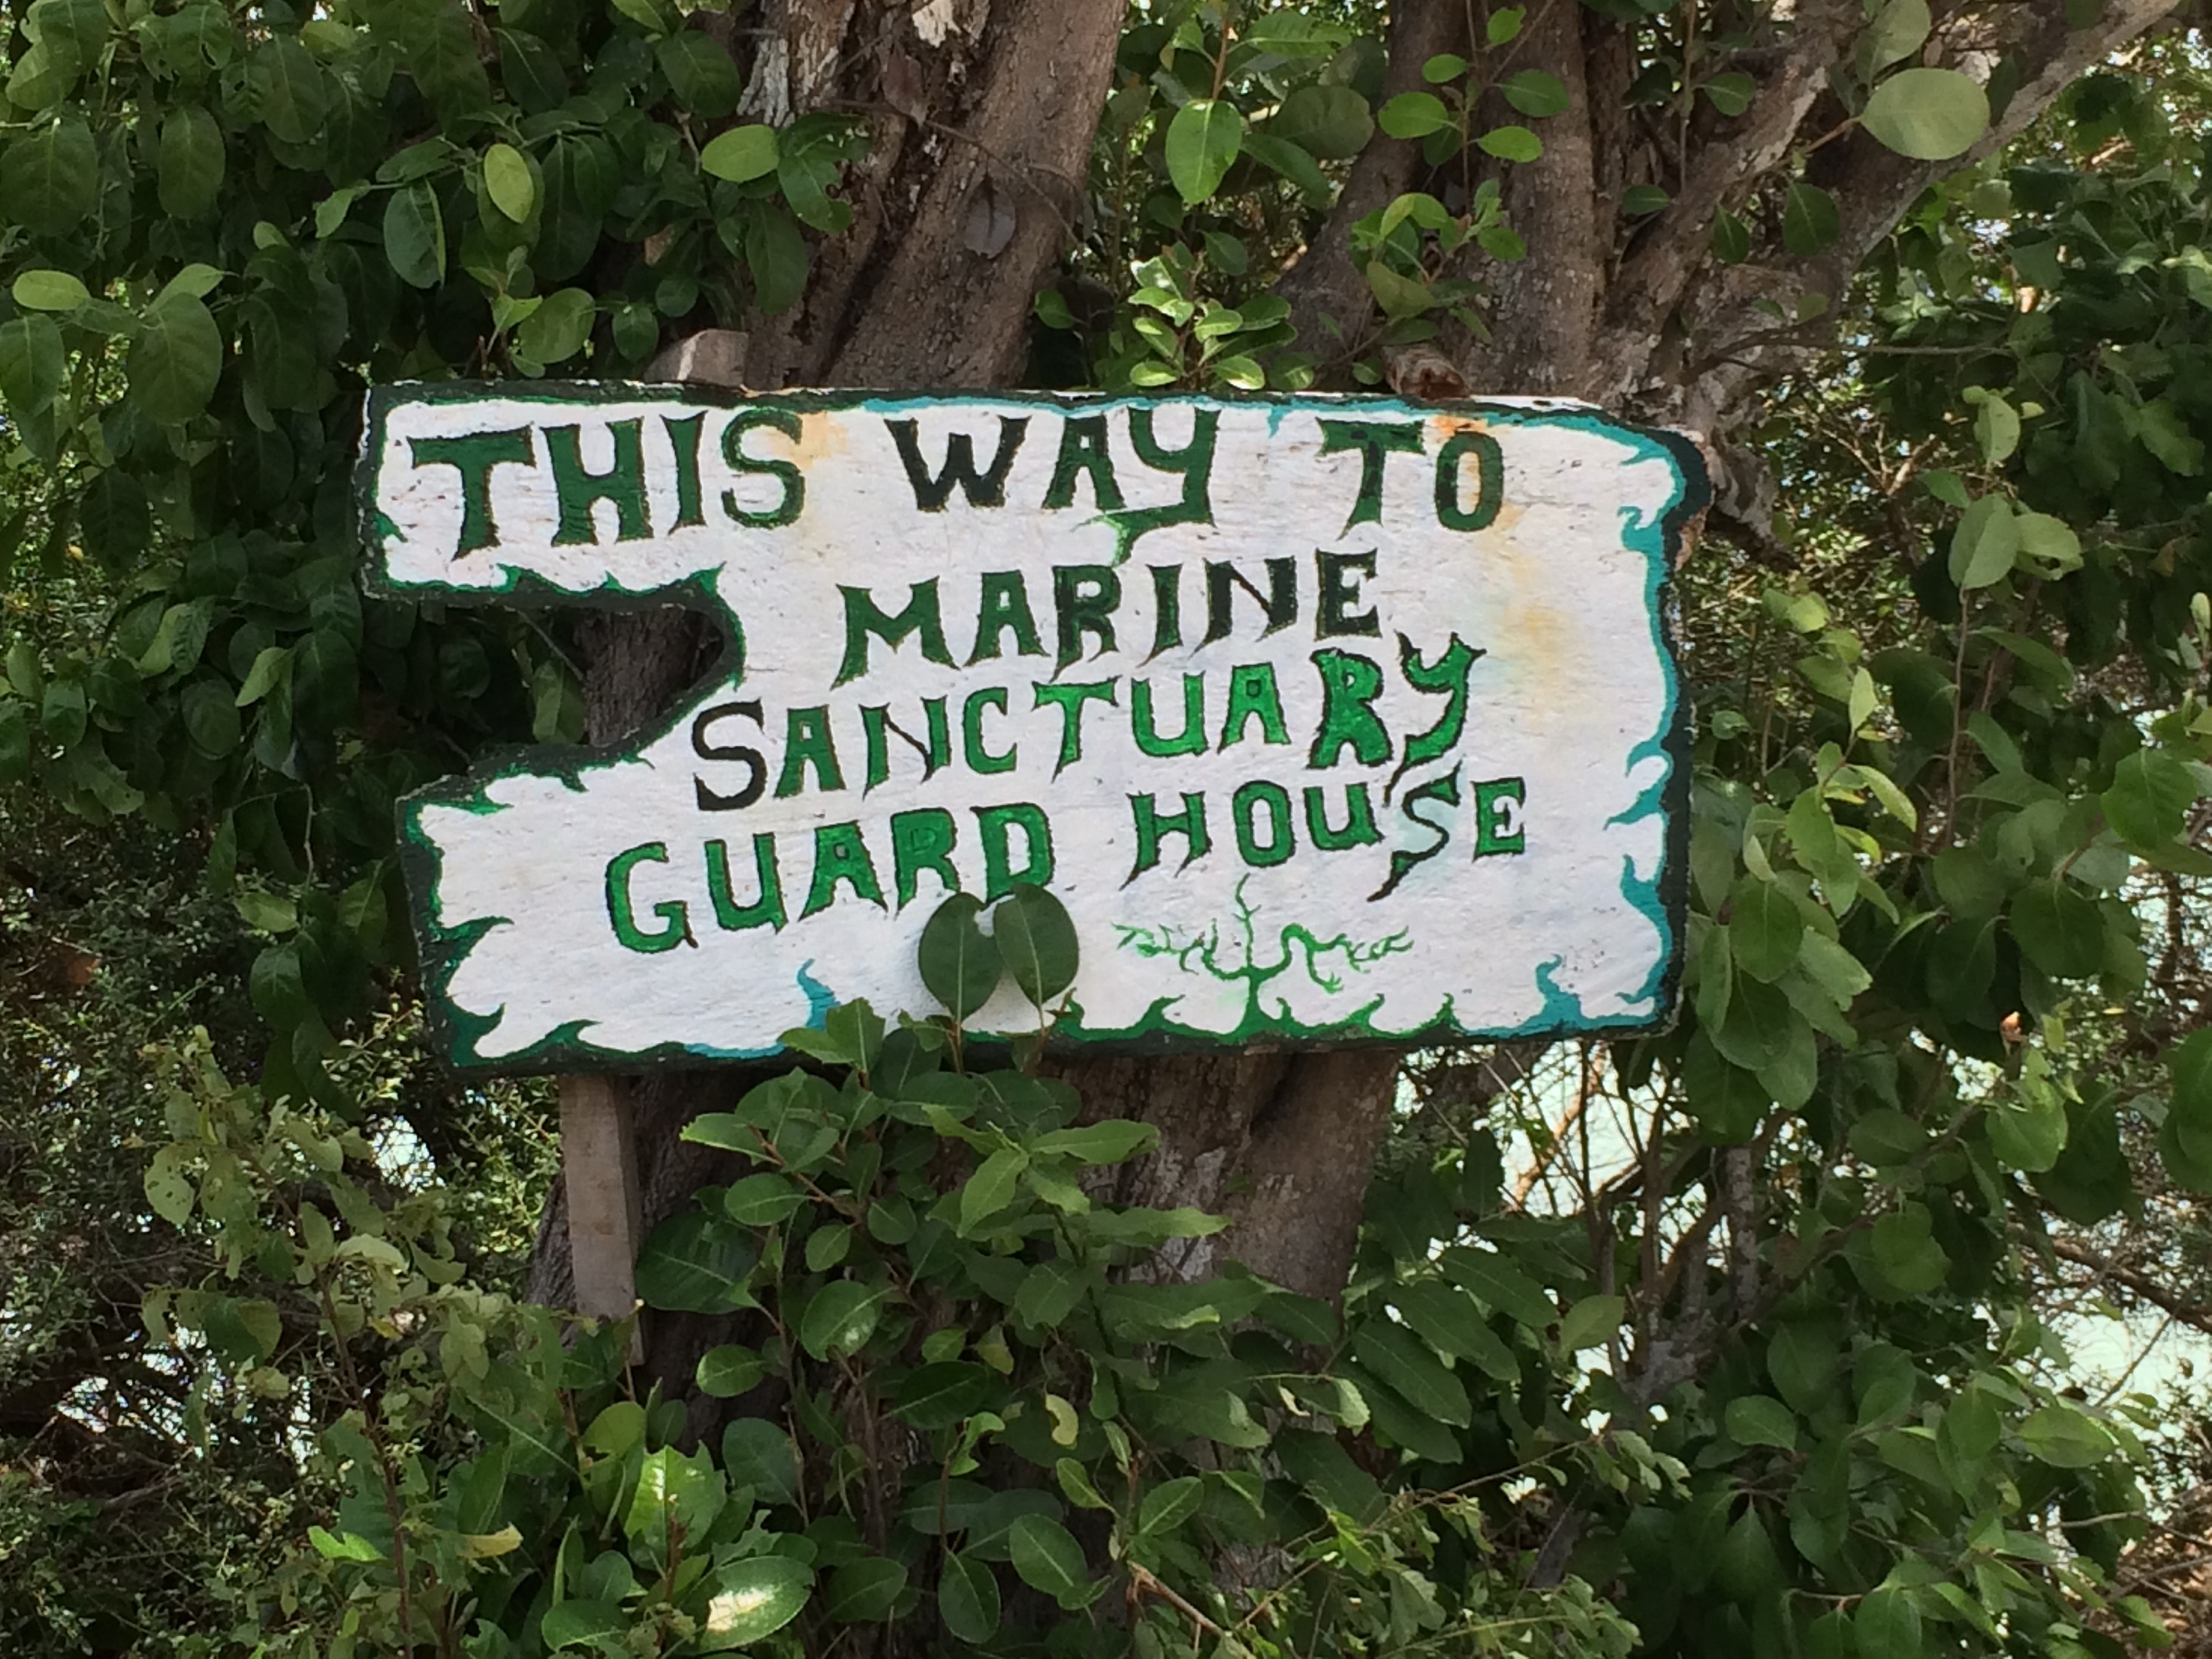 THIS WAY TO
MARINE
SANCTUARY
GUARD HOUSE